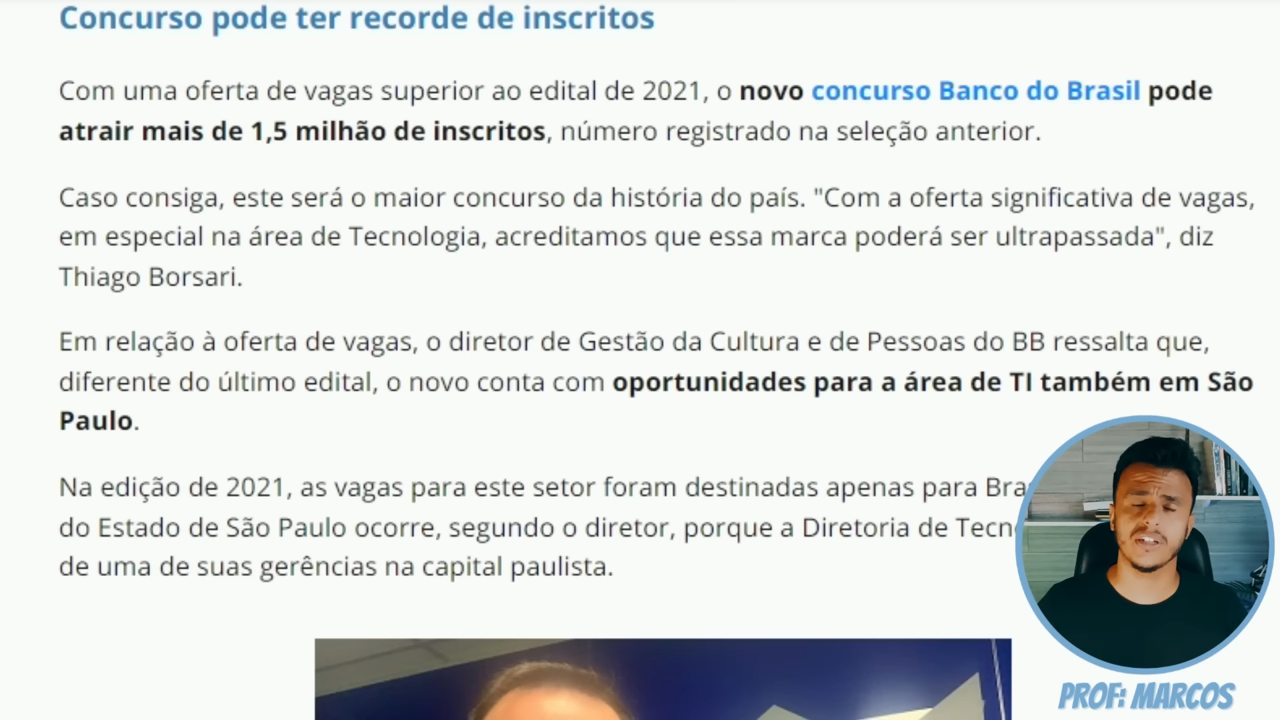 Concurso pode ter recorde de inscritos
Com uma oferta de vagas superior ao edital de 2021, o novo concurso Banco do Brasil pode
atrair mais de 1,5 milhão de inscritos, número registrado na seleção anterior.
Caso consiga, este será o maior concurso da história do país. "Com a oferta significativa de vagas,
em especial na área de Tecnologia, acreditamos que essa marca poderá ser ultrapassada", diz
Thiago Borsari.
Em relação à oferta de vagas, o diretor de Gestão da Cultura e de Pessoas do BB ressalta que,
diferente do último edital, o novo conta com oportunidades para a área de TI também em São
Paulo.
Na edição de 2021, as vagas para este setor foram destinadas apenas para
do Estado de São Paulo ocorre, segundo o diretor, porque a Diretoria de
de uma de suas gerências na capital paulista.
PROF: MARCOS